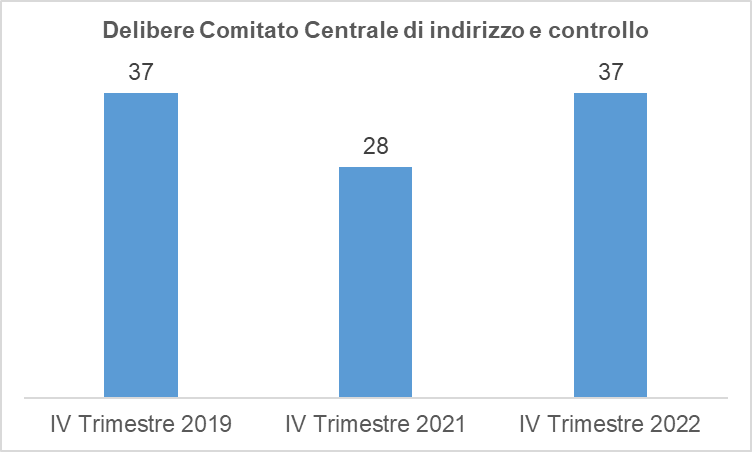 Delibere Comitato Centrale di indirizzo e controllo
37
28
37
IV Trimestre 2019
IV Trimestre 2021
IV Trimestre 2022